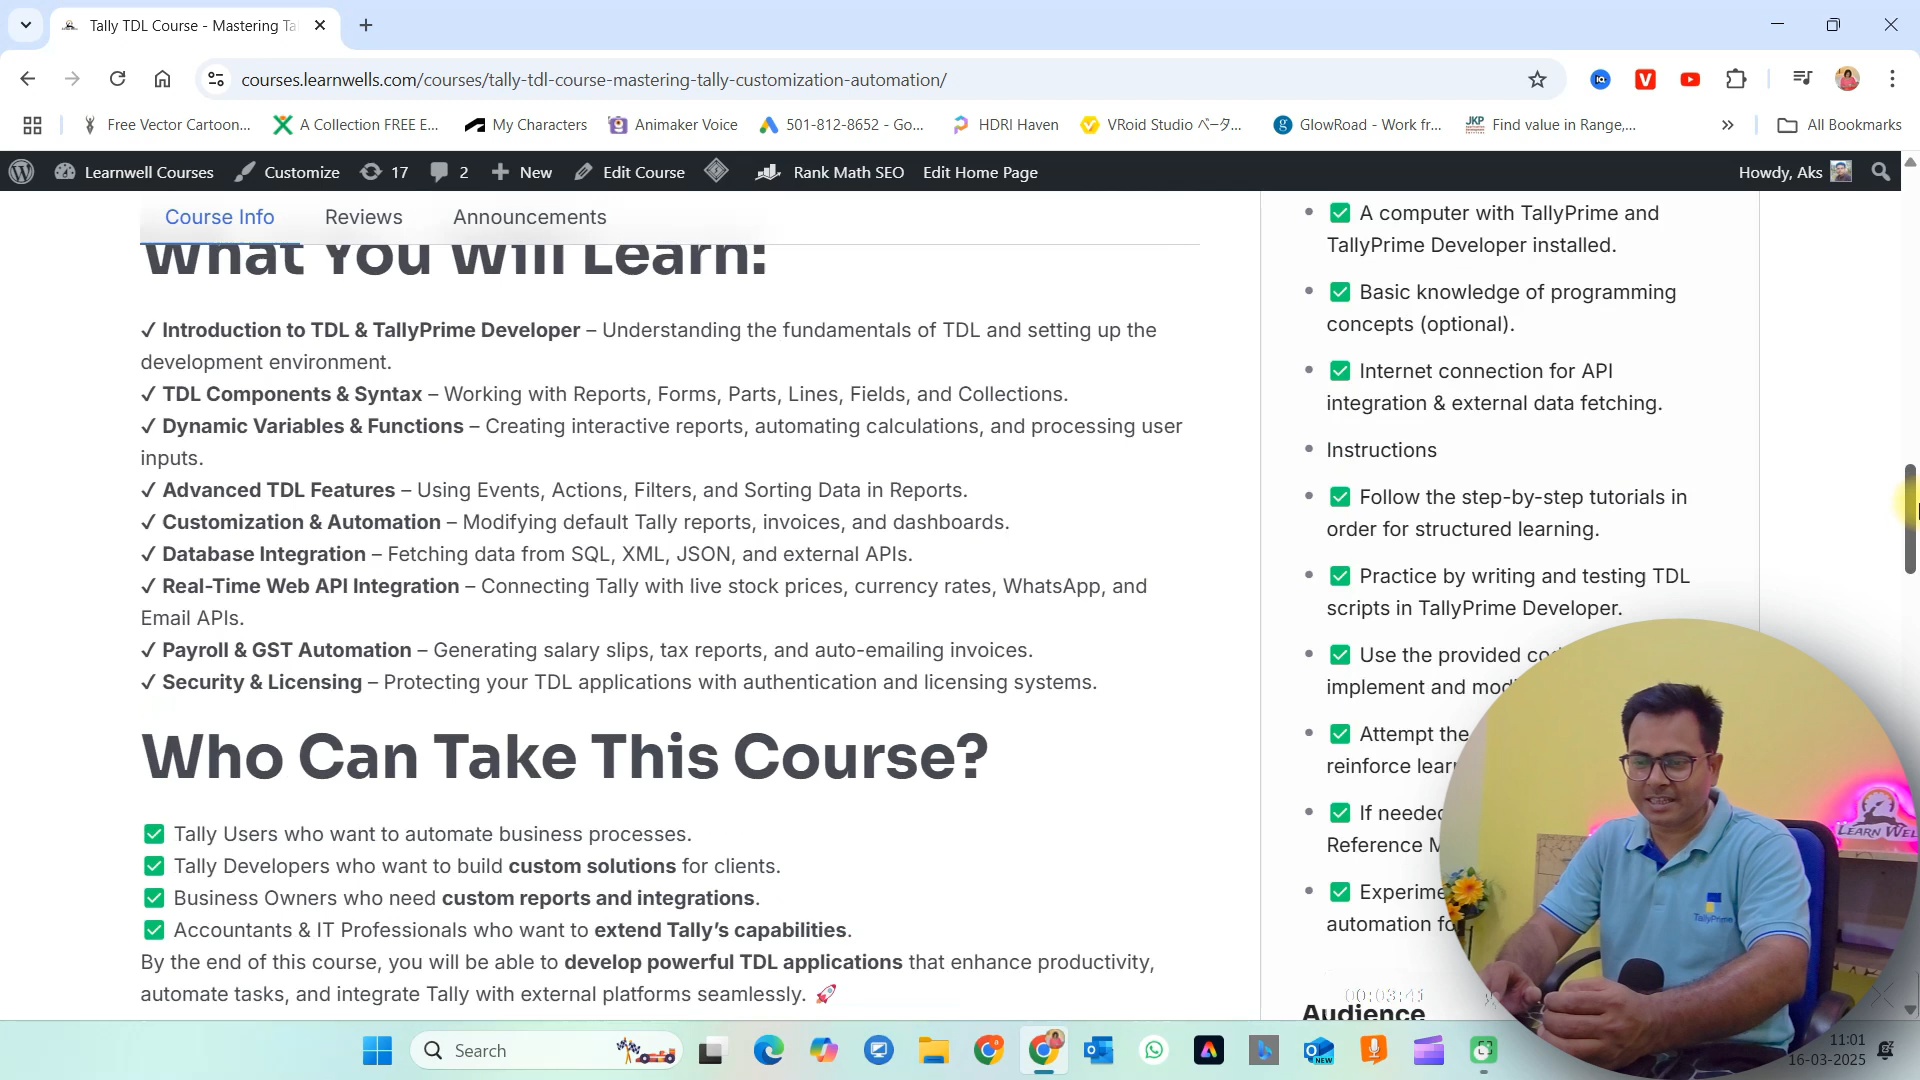 Tally TDL Course - Mastering Ta
courses.learnwells.com/courses/tally-tdl-course-mastering-tally-customization-automation/
Free Vector Cartoon...
A Collection FREE E...
My Characters
Animaker Voice
501-812-8652 - Go...
HDRI Haven
VRoid Studio ベータ...
GlowRoad - Work fr...
JKP
Find value in Range,...
»
All Bookmarks
Learnwell Courses
Customize
17
2
New
Edit Course
Rank Math SEO
Edit Home Page
Howdy, Aks
Course Info
Reviews
Announcements
What You Will Learn:
✓ Introduction to TDL & TallyPrime Developer – Understanding the fundamentals of TDL and setting up the
development environment.
✓ TDL Components & Syntax – Working with Reports, Forms, Parts, Lines, Fields, and Collections.
✓ Dynamic Variables & Functions – Creating interactive reports, automating calculations, and processing user
inputs.
✓ Advanced TDL Features – Using Events, Actions, Filters, and Sorting Data in Reports.
✓ Customization & Automation – Modifying default Tally reports, invoices, and dashboards.
✓ Database Integration – Fetching data from SQL, XML, JSON, and external APIs.
✓ Real-Time Web API Integration – Connecting Tally with live stock prices, currency rates, WhatsApp, and
Email APIs.
✓ Payroll & GST Automation – Generating salary slips, tax reports, and auto-emailing invoices.
✓ Security & Licensing – Protecting your TDL applications with authentication and licensing systems.
Who Can Take This Course?
✅ Tally Users who want to automate business processes.
✅ Tally Developers who want to build custom solutions for clients.
✅ Business Owners who need custom reports and integrations.
✅ Accountants & IT Professionals who want to extend Tally’s capabilities.
By the end of this course, you will be able to develop powerful TDL applications that enhance productivity,
automate tasks, and integrate Tally with external platforms seamlessly. 🚀
• ✅ A computer with TallyPrime and
TallyPrime Developer installed.
• ✅ Basic knowledge of programming
concepts (optional).
• ✅ Internet connection for API
integration & external data fetching.
• Instructions
• ✅ Follow the step-by-step tutorials in
order for structured learning.
• ✅ Practice by writing and testing TDL
scripts in TallyPrime Developer.
• ✅ Use the provided co
implement and mod
• ✅ Attempt the
reinforce lear
• ✅ If needed
Reference M
• ✅ Experime
automation fo
00:03:41
Audience
LEARN WEL
TallyPrime
Search
NEW
11:01
16-03-2025